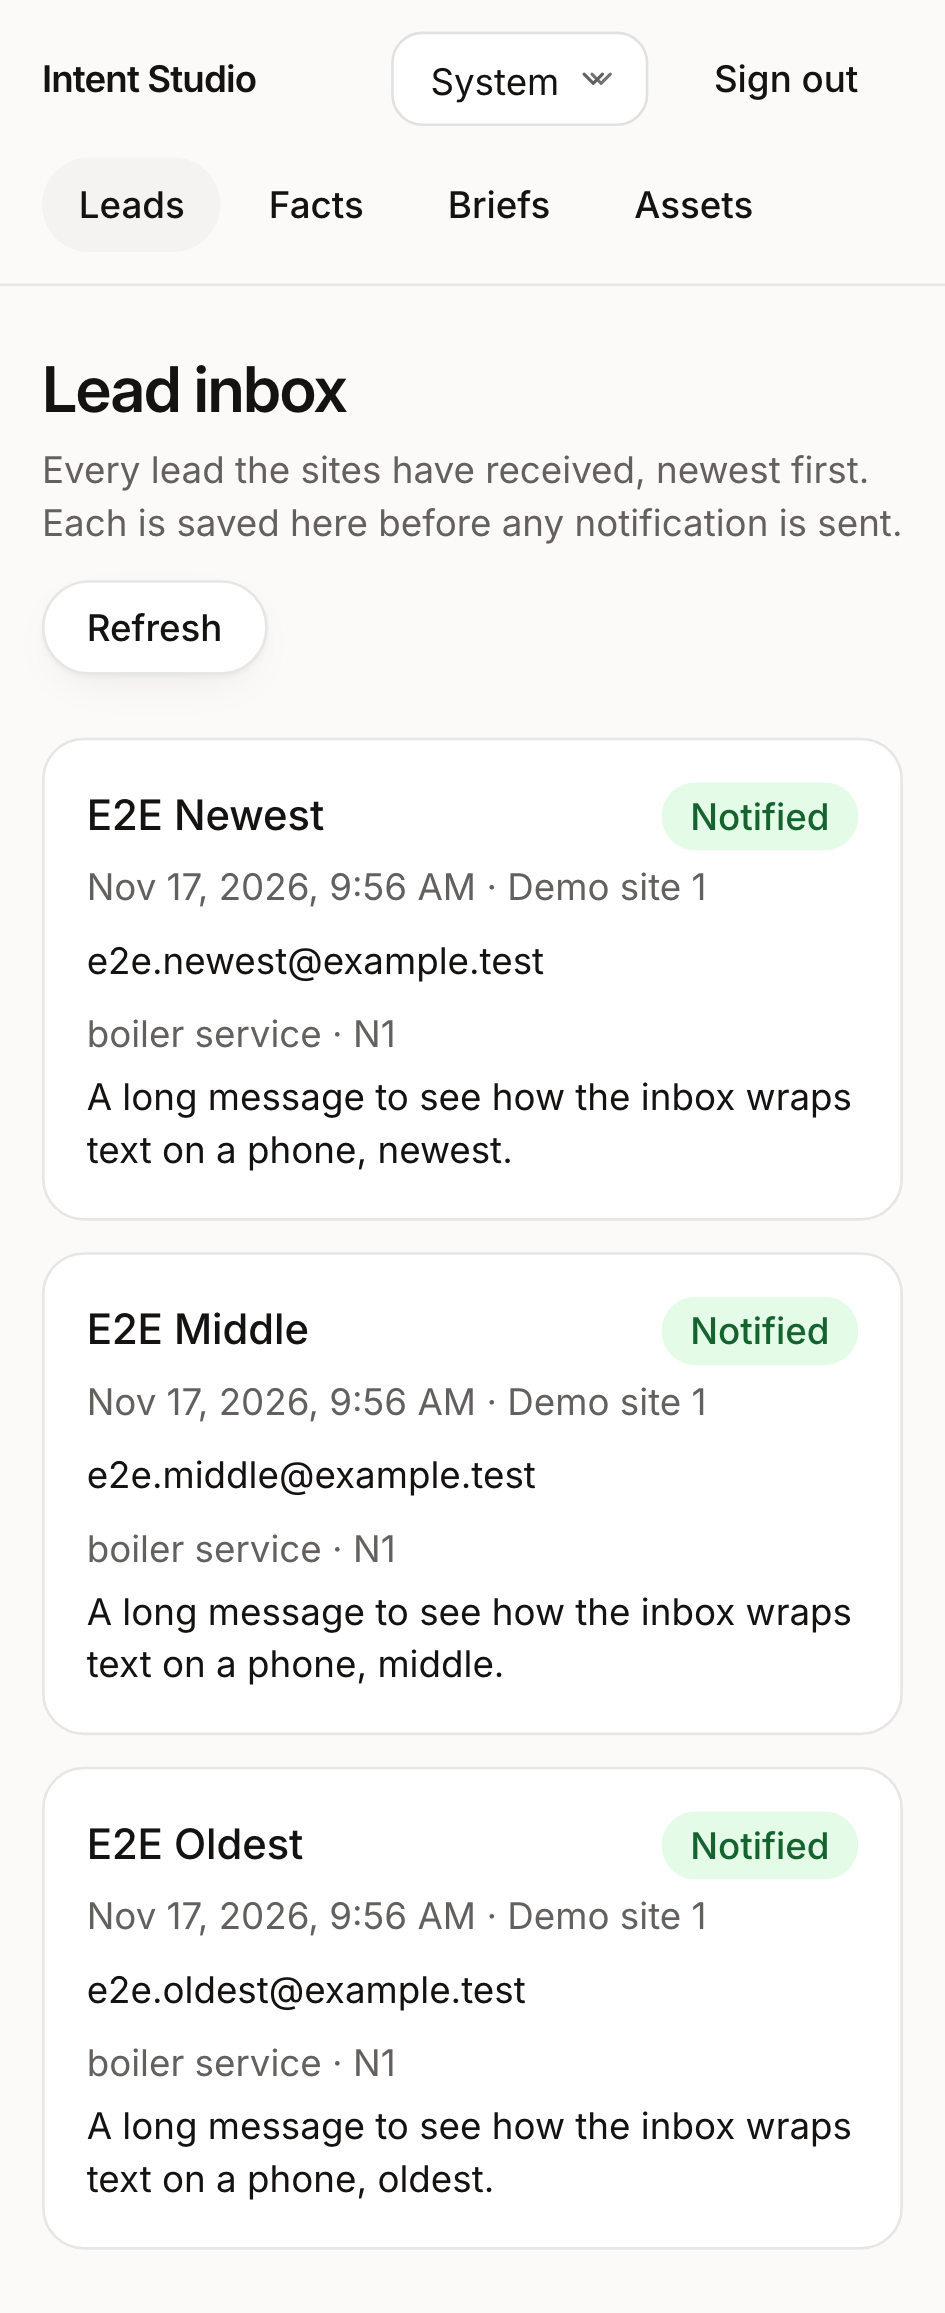 Intent Studio
System
Sign out
Leads
Facts
Briefs
Assets
Lead inbox
Every lead the sites have received, newest first.
Each is saved here before any notification is sent.
Refresh
E2E Newest
Notified
Nov 17, 2026, 9:56 AM · Demo site 1
e2e.newest@example.test
boiler service · N1
A long message to see how the inbox wraps
text on a phone, newest.
E2E Middle
Notified
Nov 17, 2026, 9:56 AM · Demo site 1
e2e.middle@example.test
boiler service · N1
A long message to see how the inbox wraps
text on a phone, middle.
E2E Oldest
Notified
Nov 17, 2026, 9:56 AM · Demo site 1
e2e.oldest@example.test
boiler service · N1
A long message to see how the inbox wraps
text on a phone, oldest.